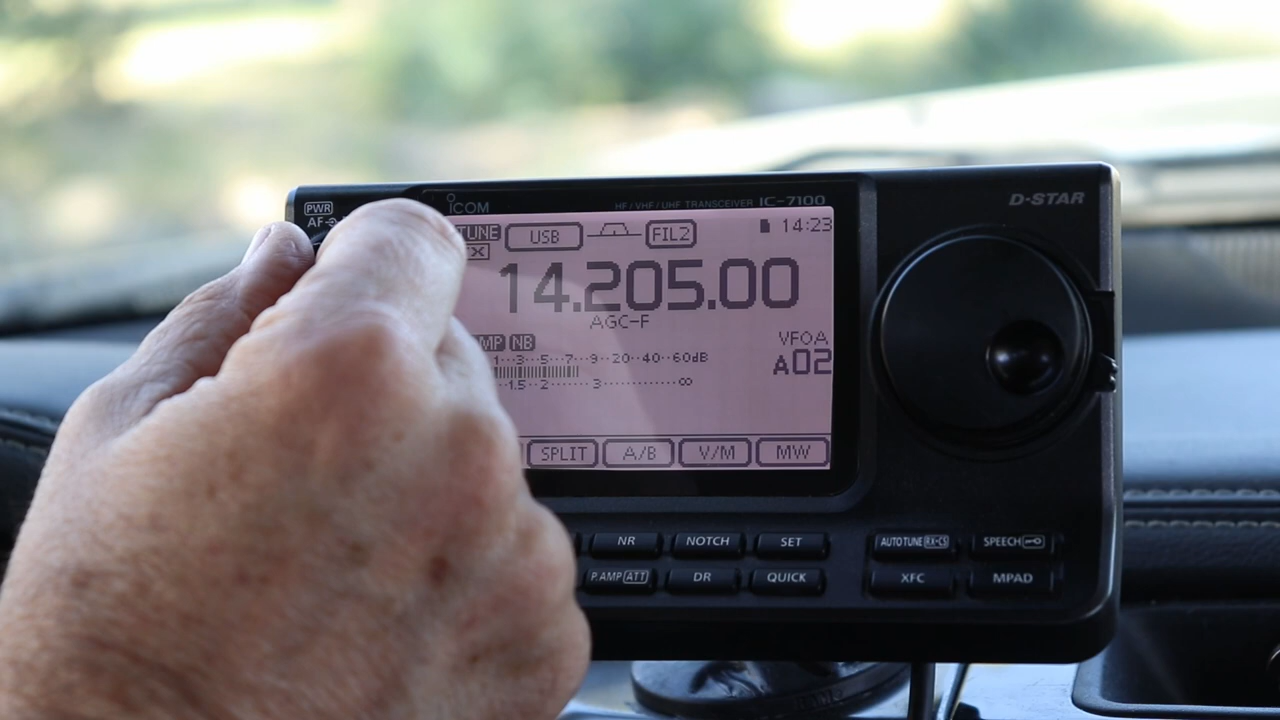 PWR
AF
ICOM
HF / VHF / UHF TRANSCEIVER IC-7100
D-STAR
TUNE USB FIL2 14:23
14.205.00
AGC-F
NB
VFOA
A02
1 3 5 7 9 20 40 60dB
1.5 2 3 ∞
SPLIT A/B V/M MW
NR NOTCH SET AUTO TUNE RX-CS SPEECH
P.AMP ATT DR QUICK XFC MPAD